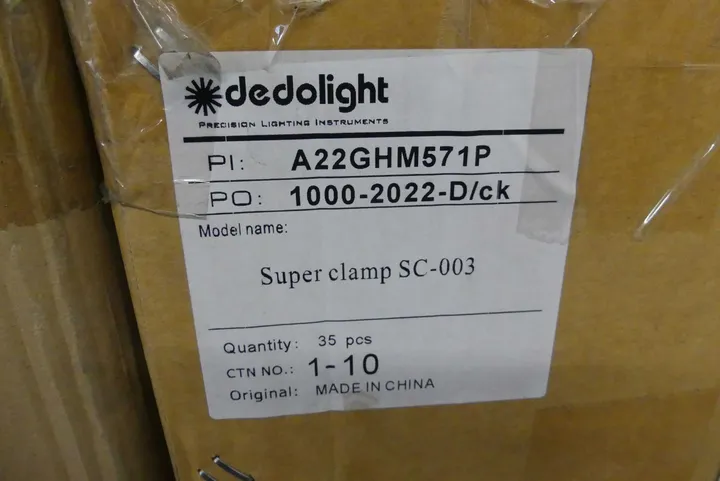 dedolight
PRECISION LIGHTING INSTRUMENTS
PI: A22GHM571P
PO: 1000-2022-D/ck
Model name:
Super clamp SC-003
Quantity: 35 pcs
CTN NO.: 1-10
Original: MADE IN CHINA